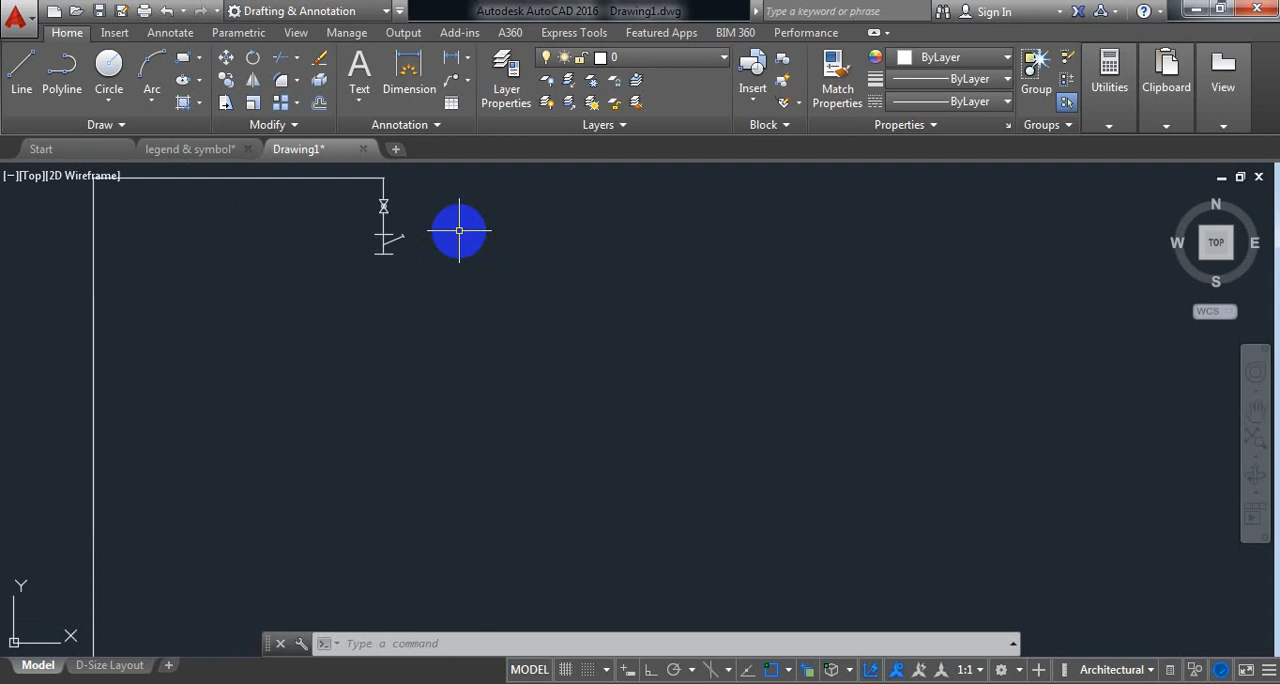 Drafting & Annotation
Autodesk AutoCAD 2016 Drawing1.dwg
Type a keyword or phrase
Sign In
Home Insert Annotate Parametric View Manage Output Add-ins A360 Express Tools Featured Apps BIM 360 Performance
Line Polyline Circle Arc
Text Dimension
Layer Properties
0
Insert
Match Properties
ByLayer
ByLayer
ByLayer
Group
Utilities
Clipboard
View
Draw Modify Annotation Layers Block Properties Groups
Start legend & symbol* Drawing1*
[−][Top][2D Wireframe]
N
W TOP E
S
WCS
Y
X
Type a command
Model D-Size Layout
MODEL 1:1 Architectural